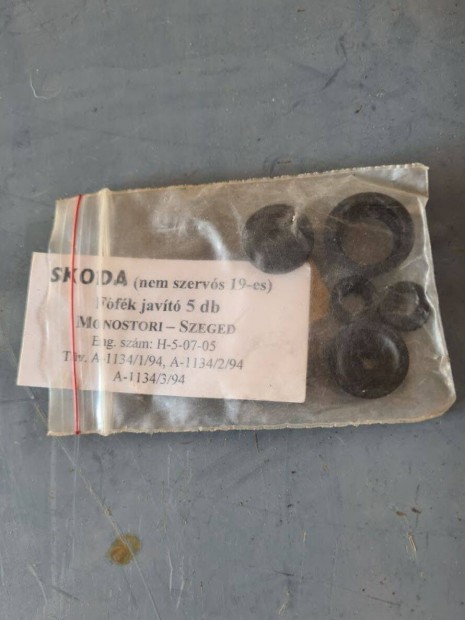 SKODA (nem szervós 19-es)
Főfék javító 5 db
MONOSTORI – SZEGED
Eng. szám: H-5-07-05
T.w. A-1134/1/94, A-1134/2/94
A-1134/3/94